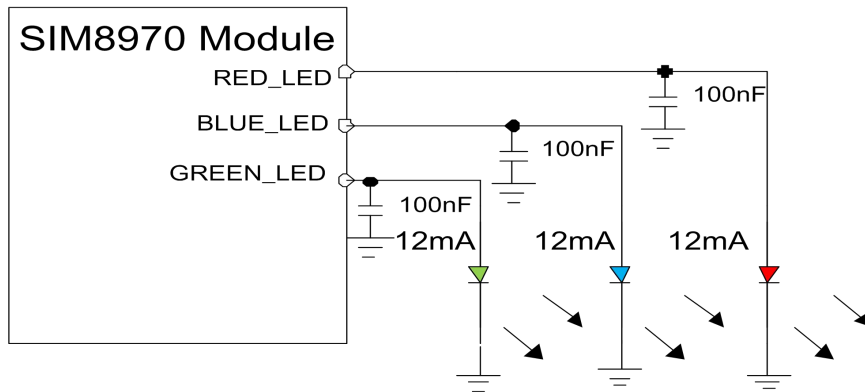 SIM8970 Module
RED_LED
100nF
BLUE_LED
100nF
GREEN_LED
100nF
12mA
12mA
12mA